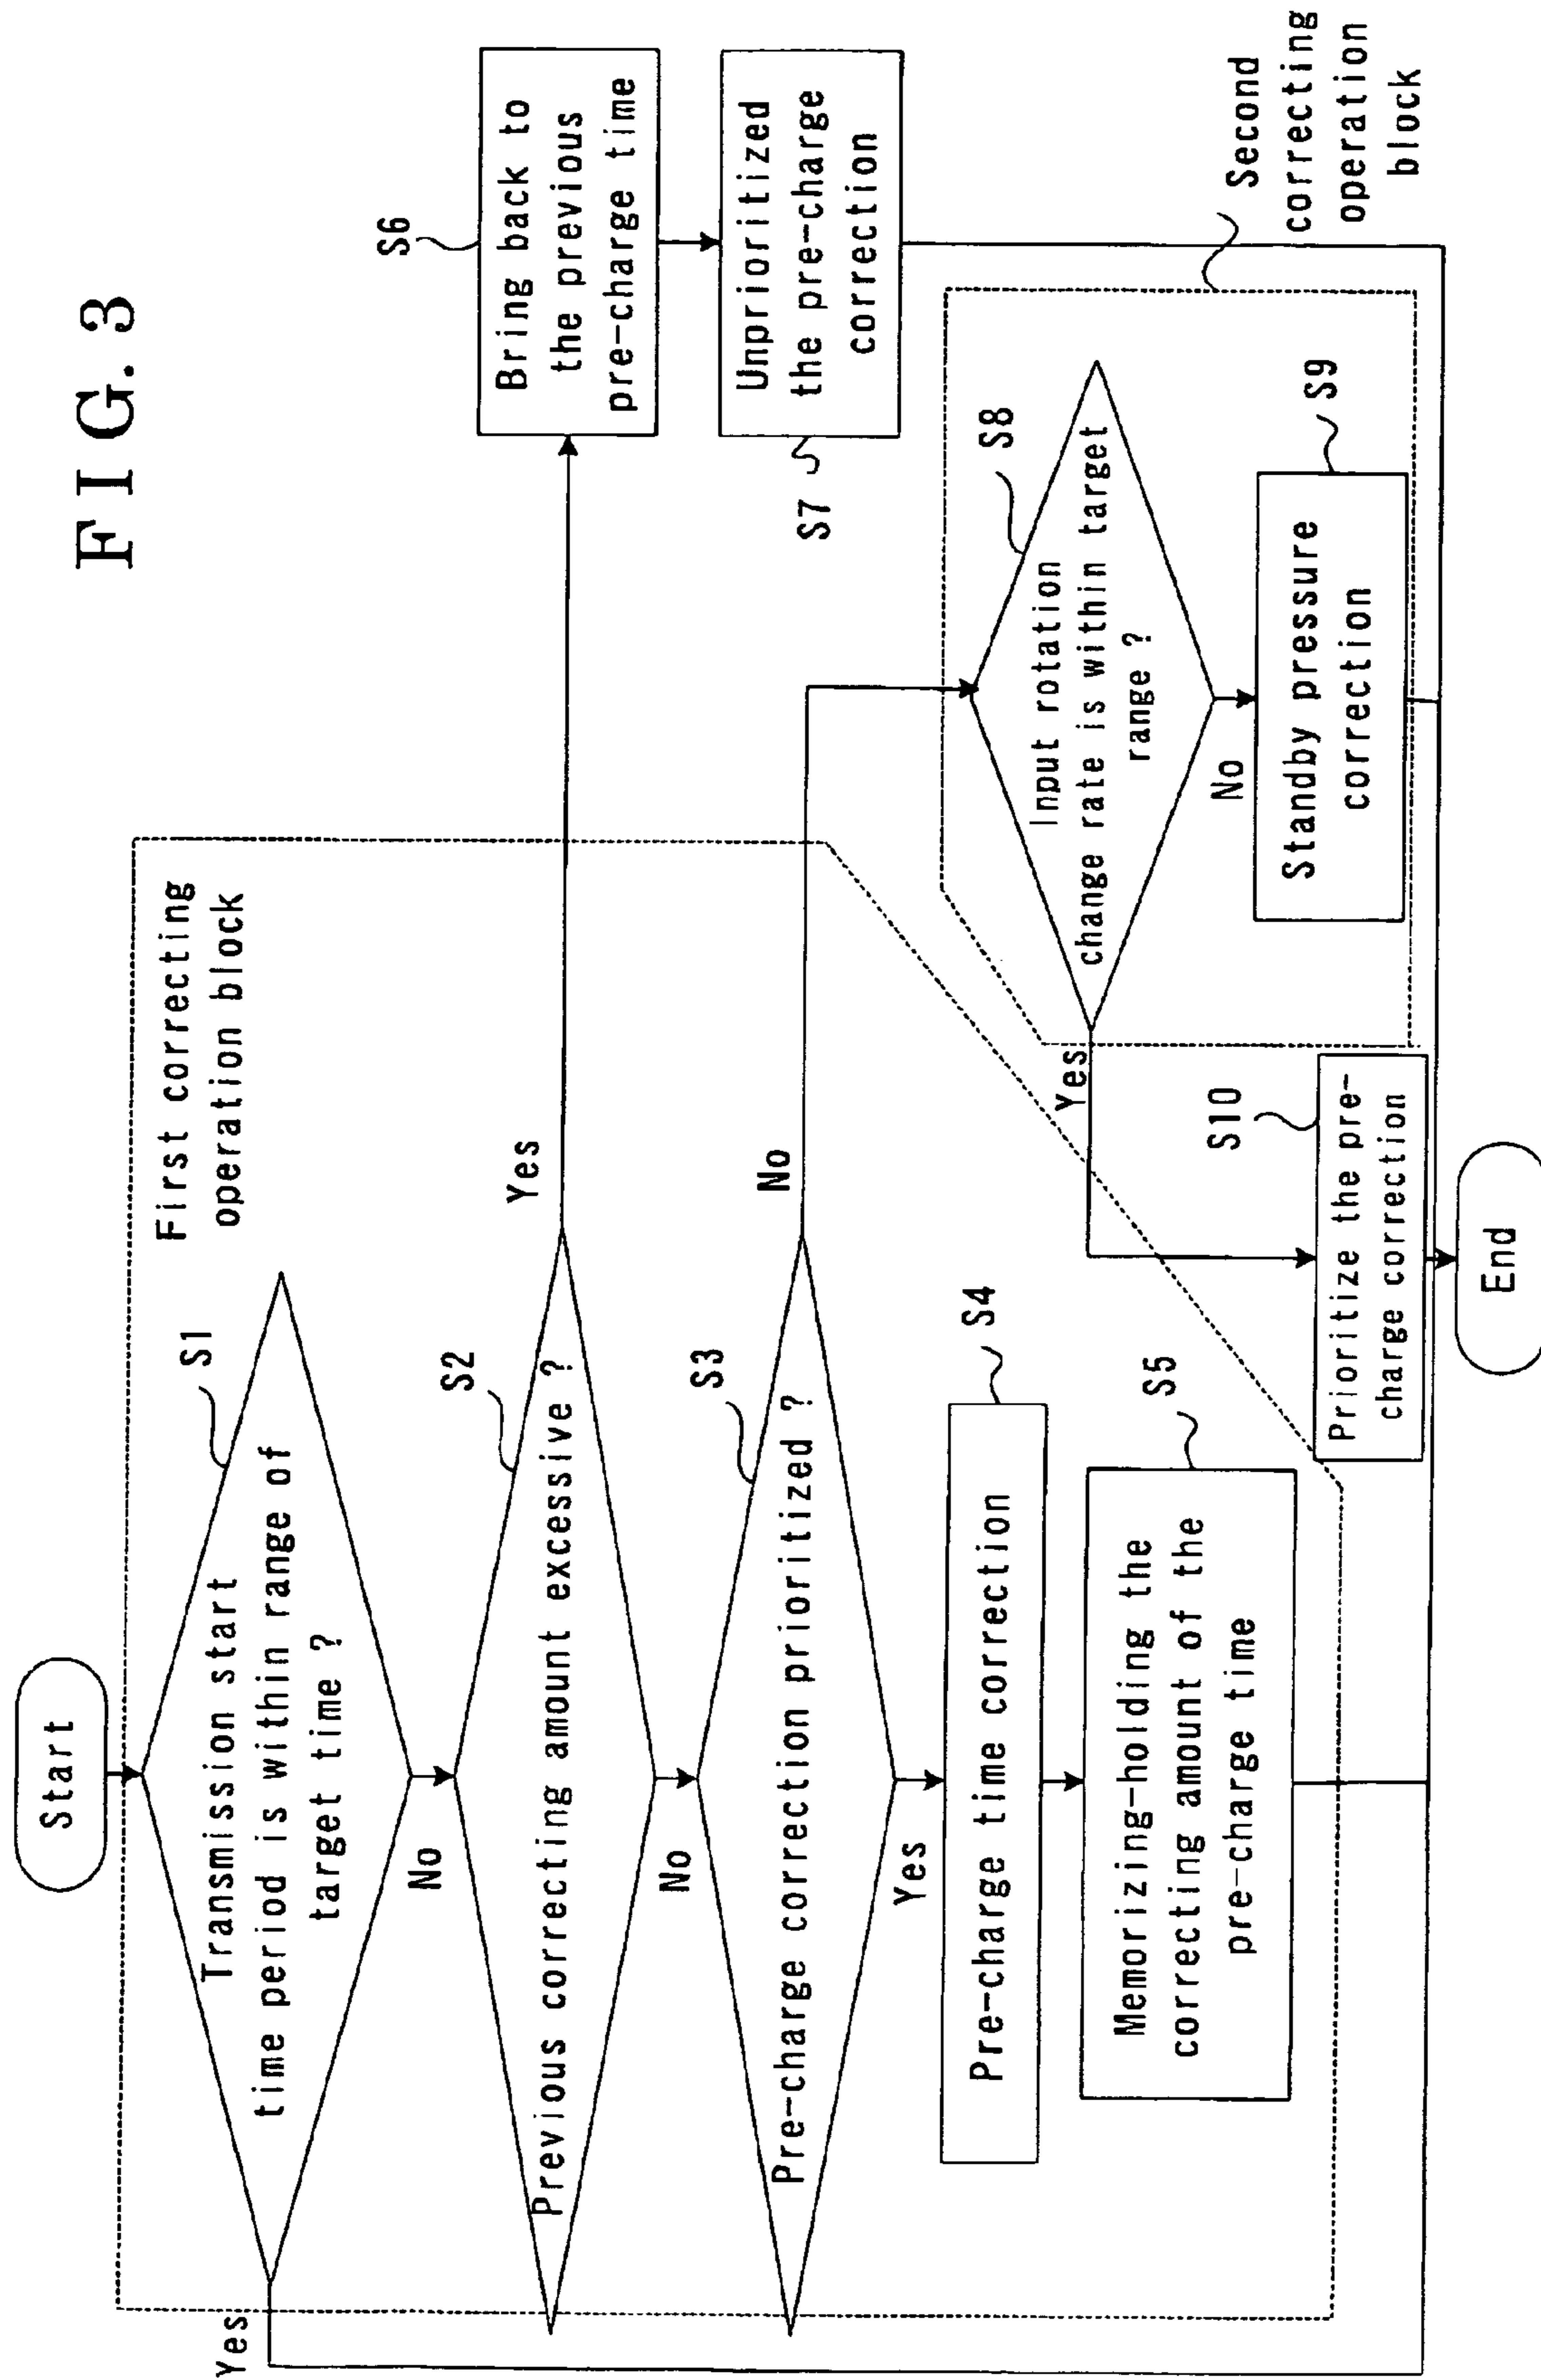 FIG. 3
Start
First correcting
operation block
S1
Transmission start
time period is within range of
target time ?
Yes
No
S2
Previous correcting amount excessive ?
Yes
No
S3
Pre-charge correction prioritized ?
No
Yes
S4
Pre-charge time correction
S5
Memorizing-holding the
correcting amount of the
pre-charge time
S6
Bring back to
the previous
pre-charge time
S7
Unprioritized
the pre-charge
correction
Second
correcting
operation
block
S8
Input rotation
change rate is within target
range ?
Yes
No
S9
Standby pressure
correction
S10
Prioritize the pre-
charge correction
End